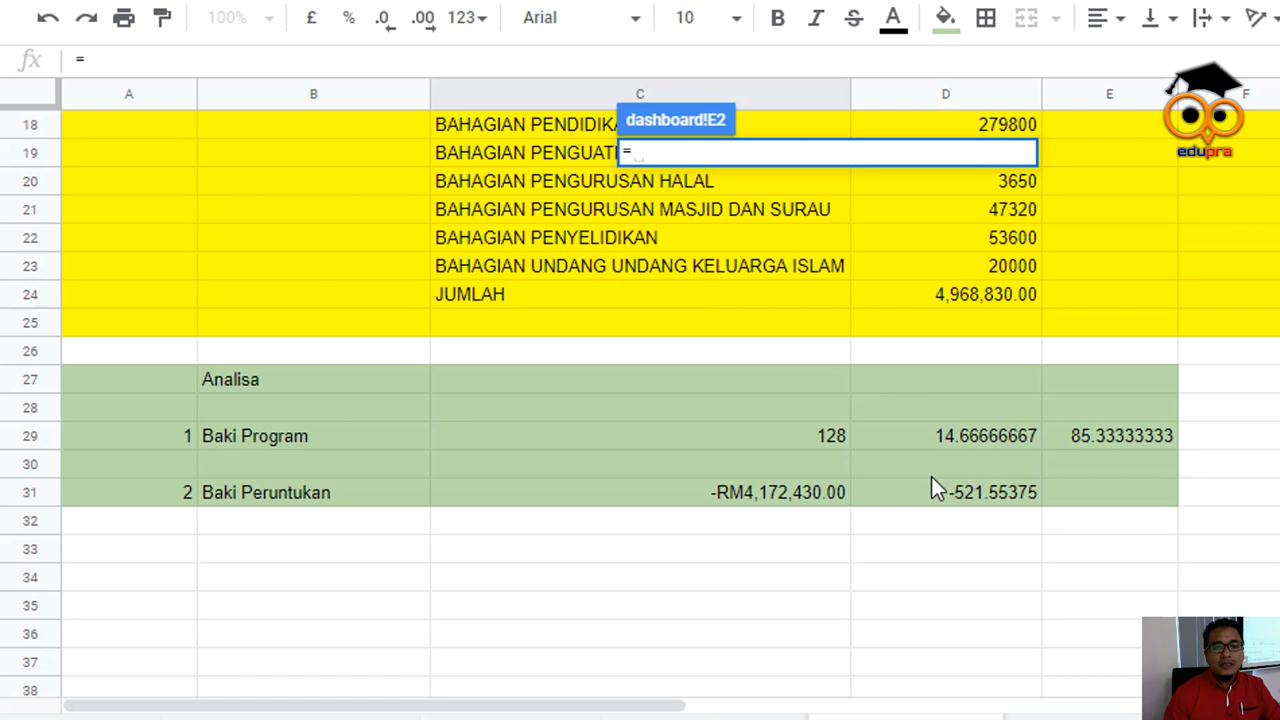 100%
£ % .0 .00 123 Arial 10 B I S A
fx =
A B C D E F
dashboard!E2
18 BAHAGIAN PENDIDIKA 279800
19 BAHAGIAN PENGUATI =
20 BAHAGIAN PENGURUSAN HALAL 3650
21 BAHAGIAN PENGURUSAN MASJID DAN SURAU 47320
22 BAHAGIAN PENYELIDIKAN 53600
23 BAHAGIAN UNDANG UNDANG KELUARGA ISLAM 20000
24 JUMLAH 4,968,830.00
25
26
27 Analisa
28
29 1 Baki Program 128 14.66666667 85.33333333
30
31 2 Baki Peruntukan -RM4,172,430.00 -521.55375
32
33
34
35
36
37
38
edupra